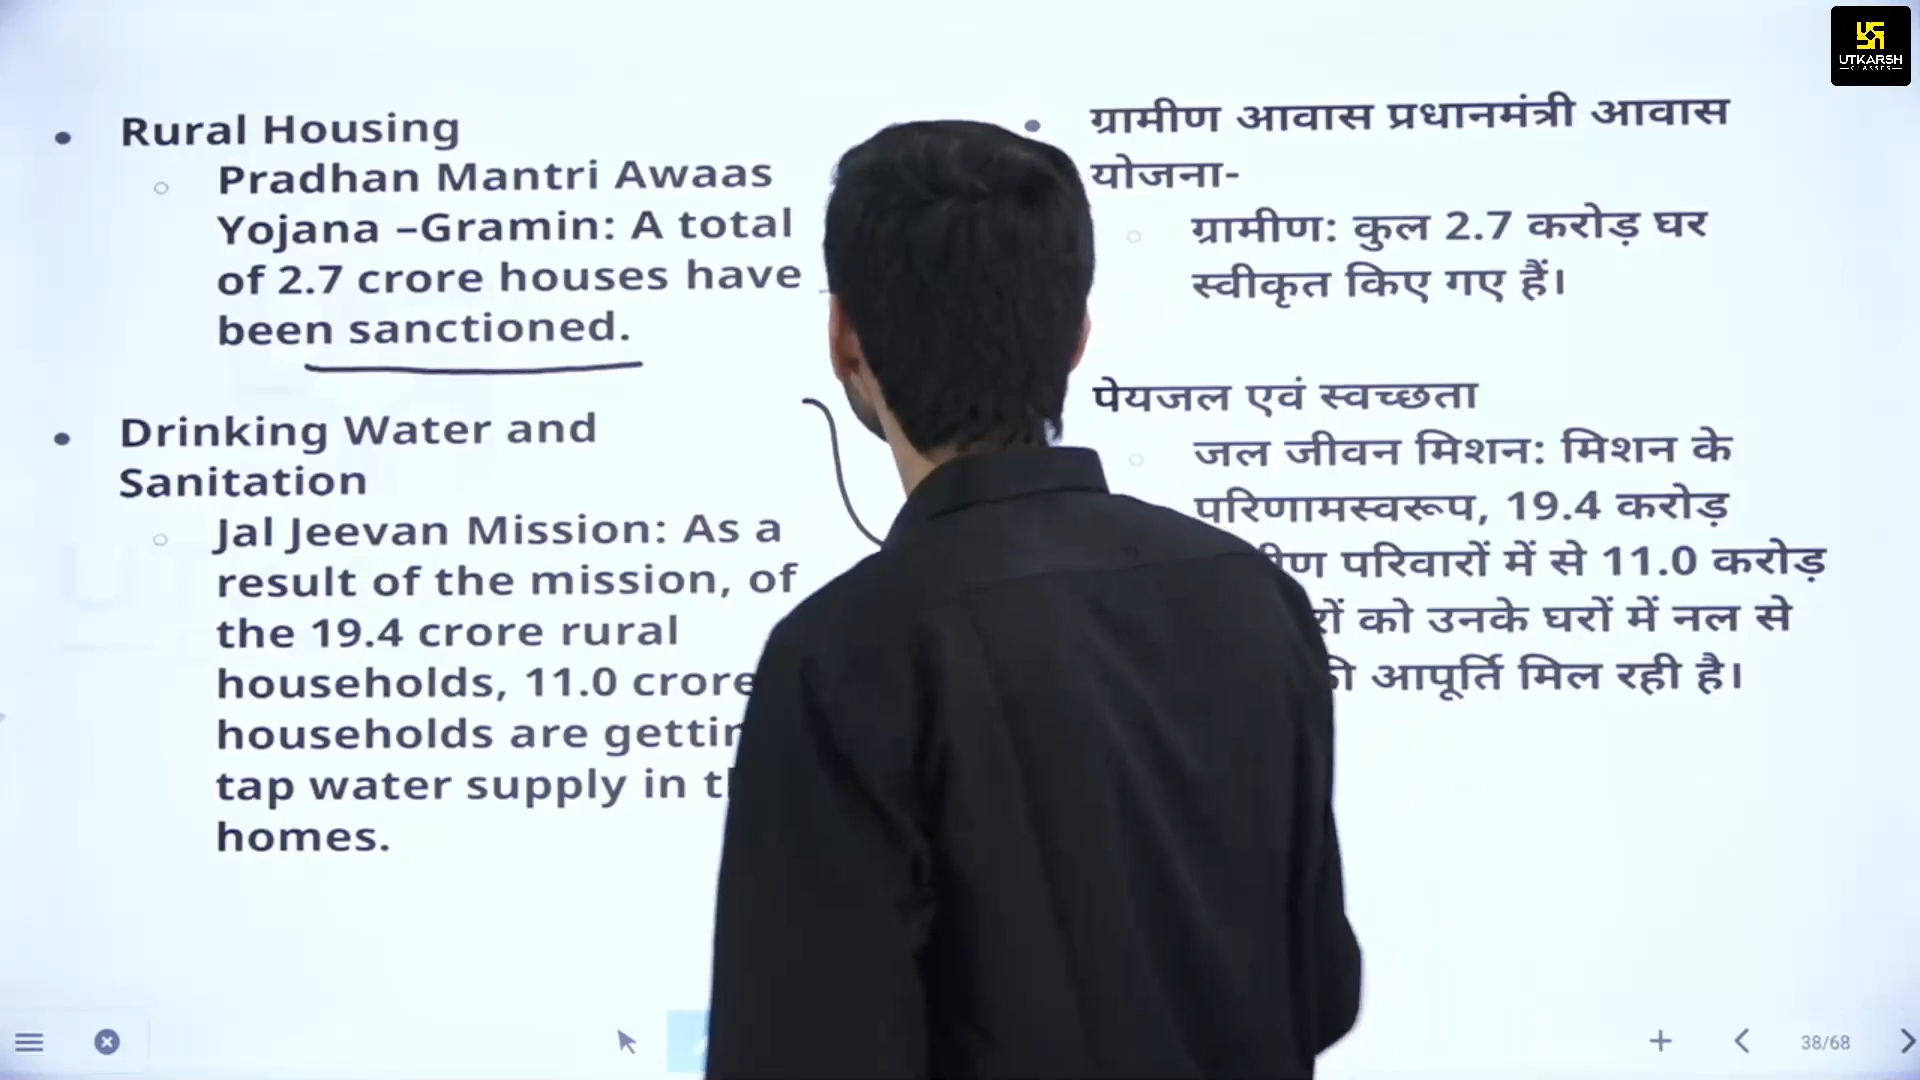 UTKARSH
CLASSES
Rural Housing
Pradhan Mantri Awaas
Yojana –Gramin: A total
of 2.7 crore houses have
been sanctioned.
Drinking Water and
Sanitation
Jal Jeevan Mission: As a
result of the mission, of
the 19.4 crore rural
households, 11.0 crore
households are
tap water supply in
homes.
ग्रामीण आवास प्रधानमंत्री आवास
योजना-
ग्रामीण: कुल 2.7 करोड़ घर
स्वीकृत किए गए हैं।
पेयजल एवं स्वच्छता
जल जीवन मिशन: मिशन के
परिणामस्वरूप, 19.4 करोड़
परिवारों में से 11.0 करोड़
को उनके घरों में नल से
आपूर्ति मिल रही है।
38/68